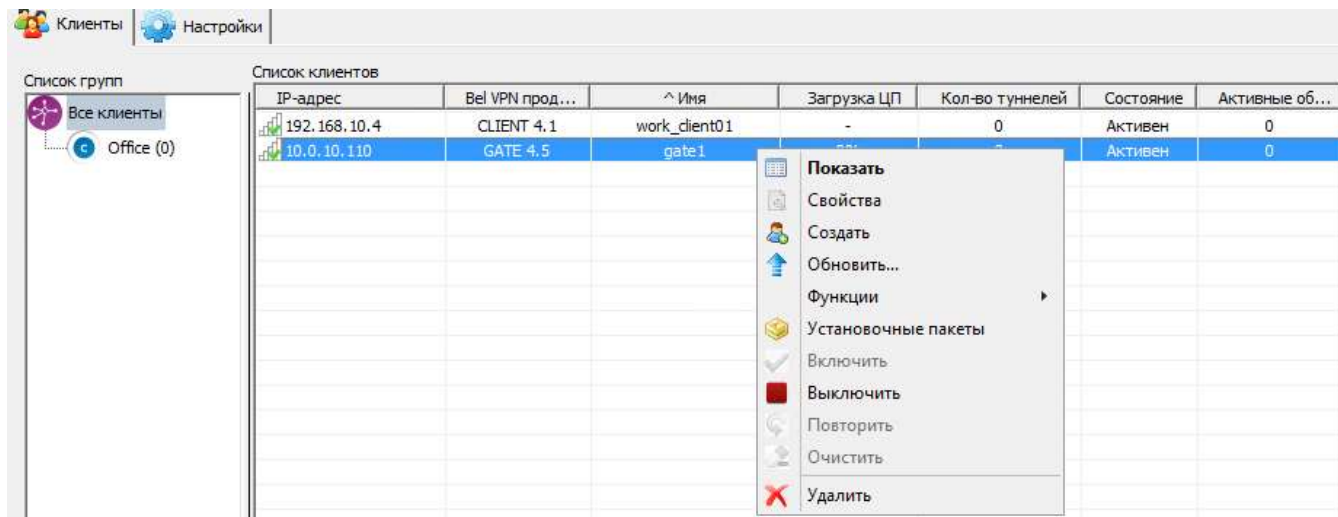 Клиенты Настройки
Список групп
Список клиентов
IP-адрес Bel VPN прод... ^ Имя Загрузка ЦП Кол-во туннелей Состояние Активные об...
Все клиенты
c Office (0)
192.168.10.4 CLIENT 4.1 work_client01 - 0 Активен 0
10.0.10.110 GATE 4.5 gate1 Активен 0
Показать
Свойства
Создать
Обновить...
Функции
Установочные пакеты
Включить
Выключить
Повторить
Очистить
Удалить